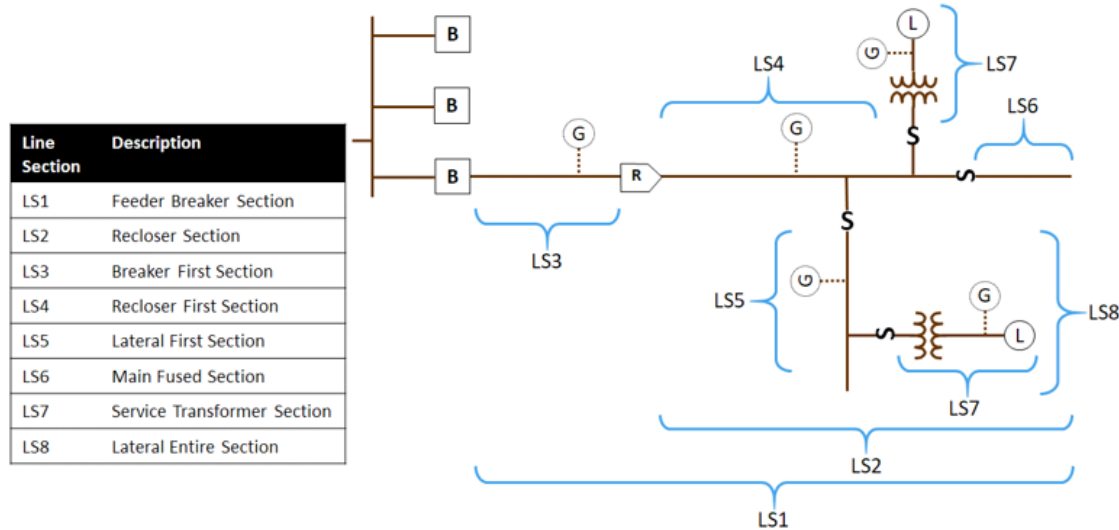 Line Section Description
LS1 Feeder Breaker Section
LS2 Recloser Section
LS3 Breaker First Section
LS4 Recloser First Section
LS5 Lateral First Section
LS6 Main Fused Section
LS7 Service Transformer Section
LS8 Lateral Entire Section
B
B
B
G
R
LS3
LS4
G
L
G
LS7
S
LS6
S
S
LS5
G
S
G
L
LS7
LS8
LS2
LS1